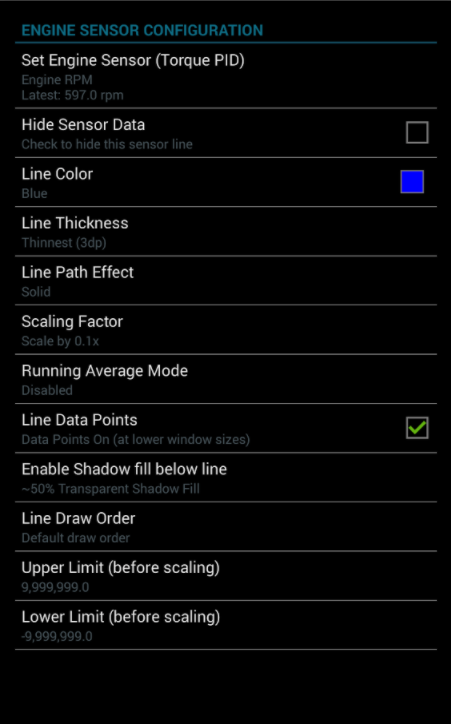 ENGINE SENSOR CONFIGURATION
Set Engine Sensor (Torque PID)
Engine RPM
Latest: 597.0 rpm
Hide Sensor Data
Check to hide this sensor line
Line Color
Blue
Line Thickness
Thinnest (3dp)
Line Path Effect
Solid
Scaling Factor
Scale by 0.1x
Running Average Mode
Disabled
Line Data Points
Data Points On (at lower window sizes)
Enable Shadow fill below line
~50% Transparent Shadow Fill
Line Draw Order
Default draw order
Upper Limit (before scaling)
9,999,999.0
Lower Limit (before scaling)
-9,999,999.0